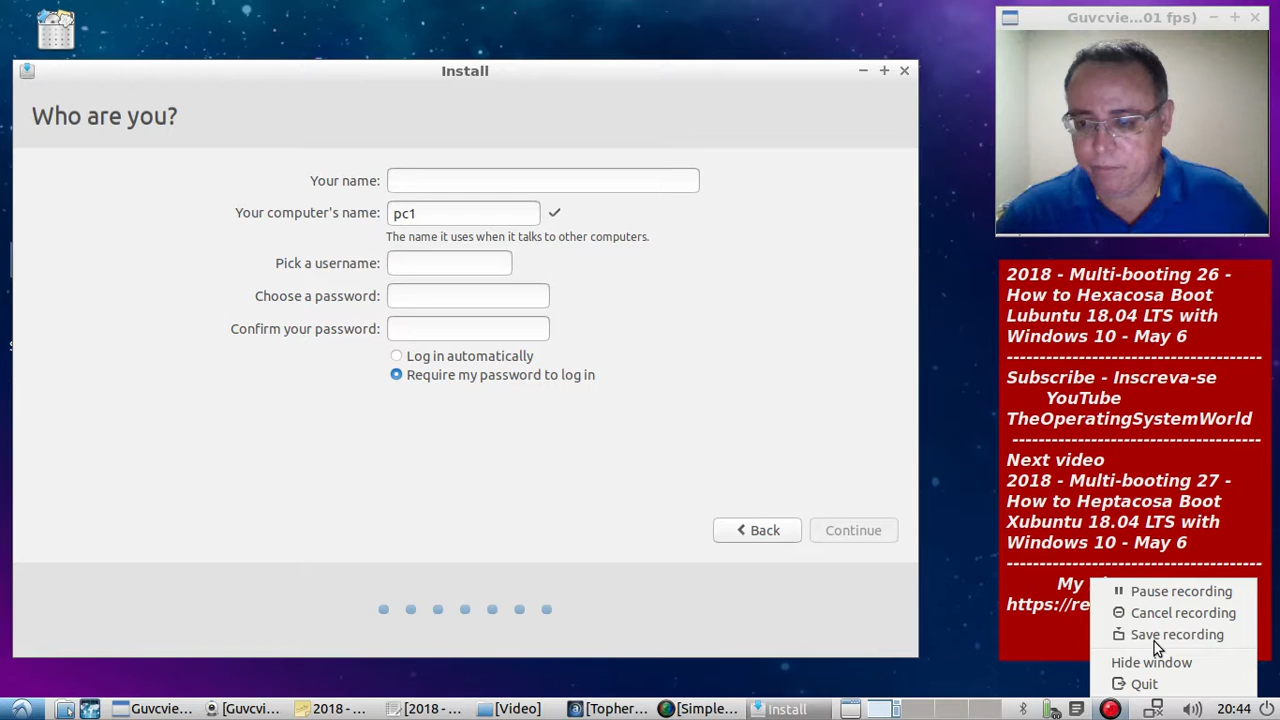 Guvcvie...01 fps)
Install
Who are you?
Your name:
Your computer's name: pc1
The name it uses when it talks to other computers.
Pick a username:
Choose a password:
Confirm your password:
Log in automatically
Require my password to log in
Back
Continue
2018 - Multi-booting 26 -
How to Hexacosa Boot
Lubuntu 18.04 LTS with
Windows 10 - May 6
-------------------------------------
Subscribe - Inscreva-se
YouTube
TheOperatingSystemWorld
------------------------------------
Next video
2018 - Multi-booting 27 -
How to Heptacosa Boot
Xubuntu 18.04 LTS with
Windows 10 - May 6
-------------------------------------
My
https://re
Pause recording
Cancel recording
Save recording
Hide window
Quit
Guvcvie...
[Guvcvi...
2018 -...
[2018 -...
[Video]
[Topher...
[Simple...
Install
20:44